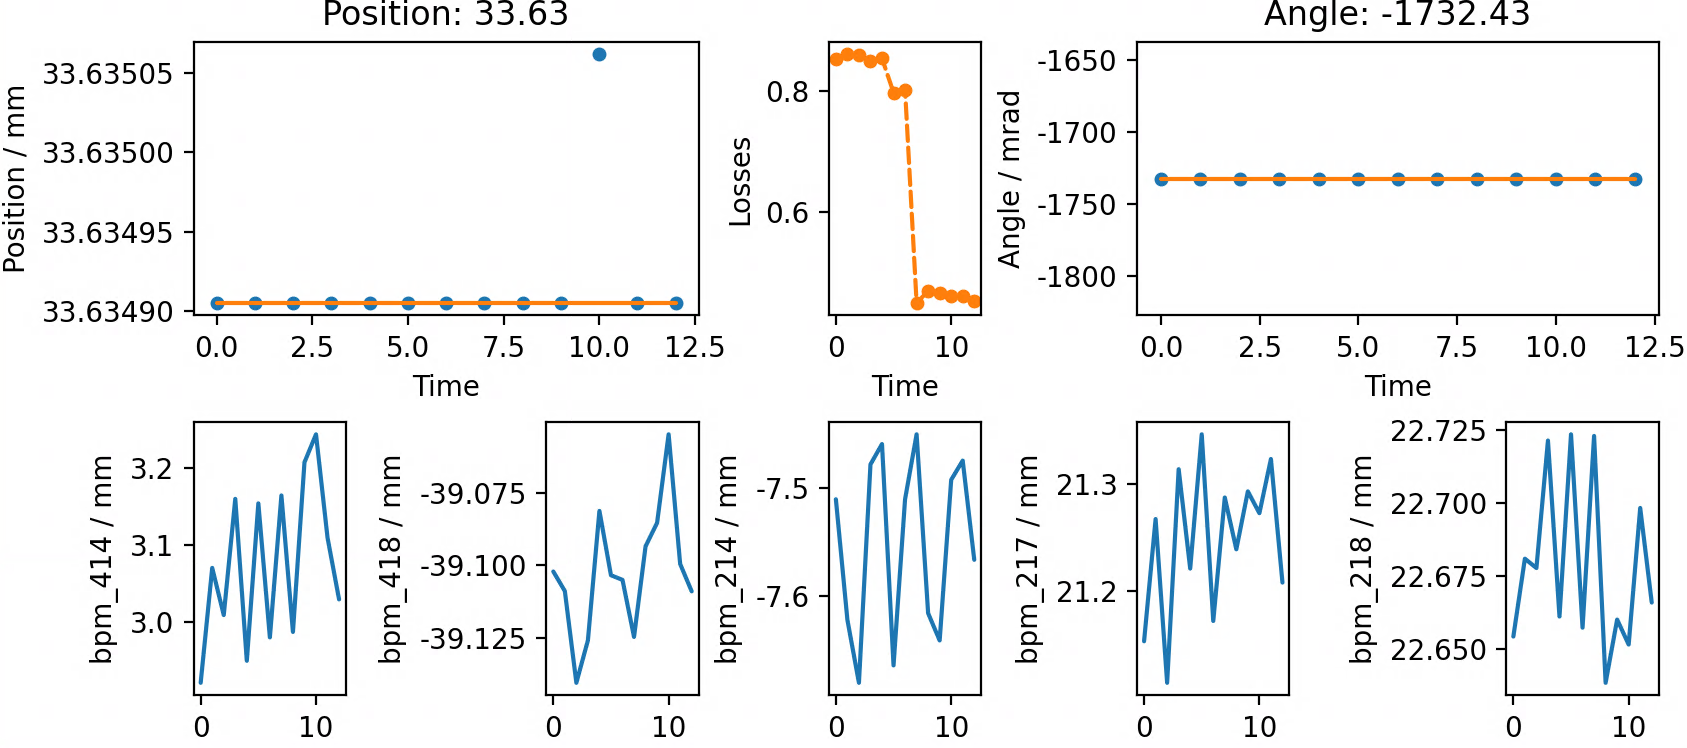 Position: 33.63
Angle: -1732.43
Position / mm
33.63505
33.63500
33.63495
33.63490
0.0 2.5 5.0 7.5 10.0 12.5
Time
Losses
0.8
0.6
0 10
Time
Angle / mrad
-1650
-1700
-1750
-1800
0.0 2.5 5.0 7.5 10.0 12.5
Time
bpm_414 / mm
3.2
3.1
3.0
0 10
bpm_418 / mm
-39.075
-39.100
-39.125
0 10
bpm_214 / mm
-7.5
-7.6
0 10
bpm_217 / mm
21.3
21.2
0 10
bpm_218 / mm
22.725
22.700
22.675
22.650
0 10